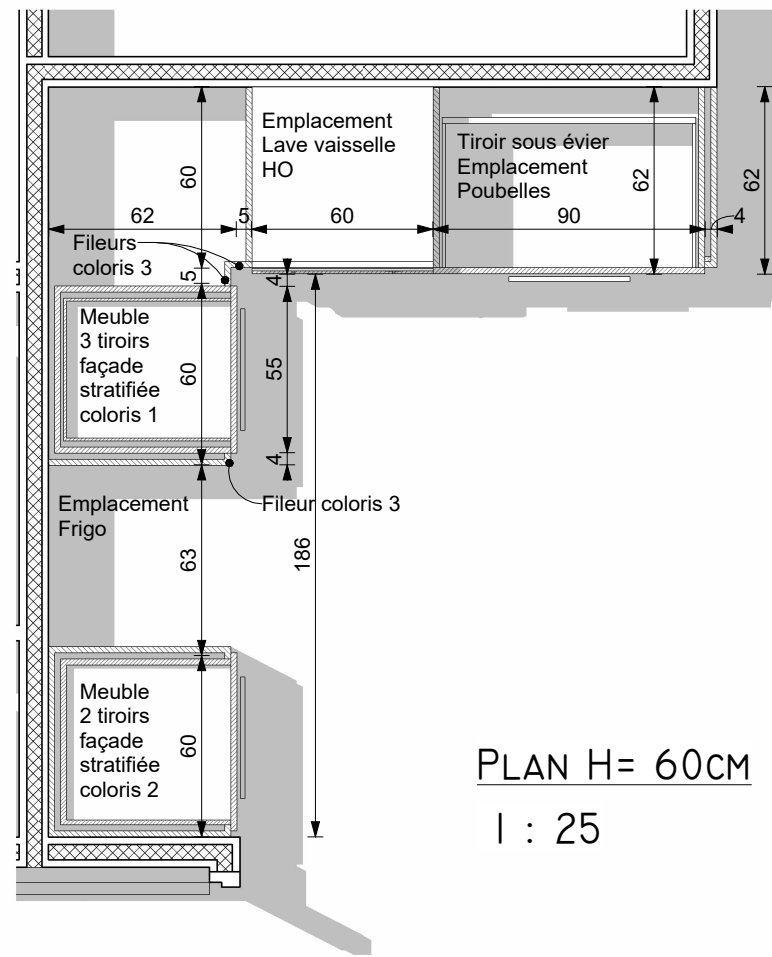 Emplacement
Lave vaisselle
HO
Tiroir sous évier
Emplacement
Poubelles
60
62
62
62
5
60
90
4
Fileurs
coloris 3
5
4
Meuble
3 tiroirs
façade
stratifiée
coloris 1
60
55
4
Emplacement
Frigo
Fileur coloris 3
63
186
Meuble
2 tiroirs
façade
stratifiée
coloris 2
60
PLAN H= 60CM
1 : 25